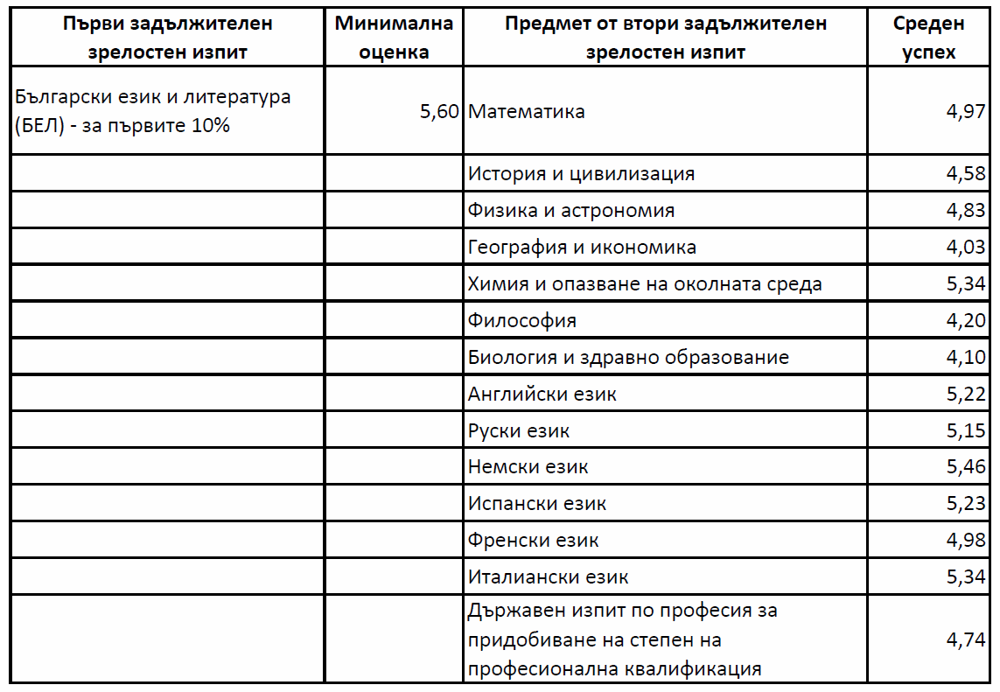 Първи задължителен зрелостен изпит | Минимална оценка | Предмет от втори задължителен зрелостен изпит | Среден успех
Български език и литература (БЕЛ) - за първите 10% | 5,60 | Математика | 4,97
История и цивилизация | 4,58
Физика и астрономия | 4,83
География и икономика | 4,03
Химия и опазване на околната среда | 5,34
Философия | 4,20
Биология и здравно образование | 4,10
Английски език | 5,22
Руски език | 5,15
Немски език | 5,46
Испански език | 5,23
Френски език | 4,98
Италиански език | 5,34
Държавен изпит по професия за придобиване на степен на професионална квалификация | 4,74